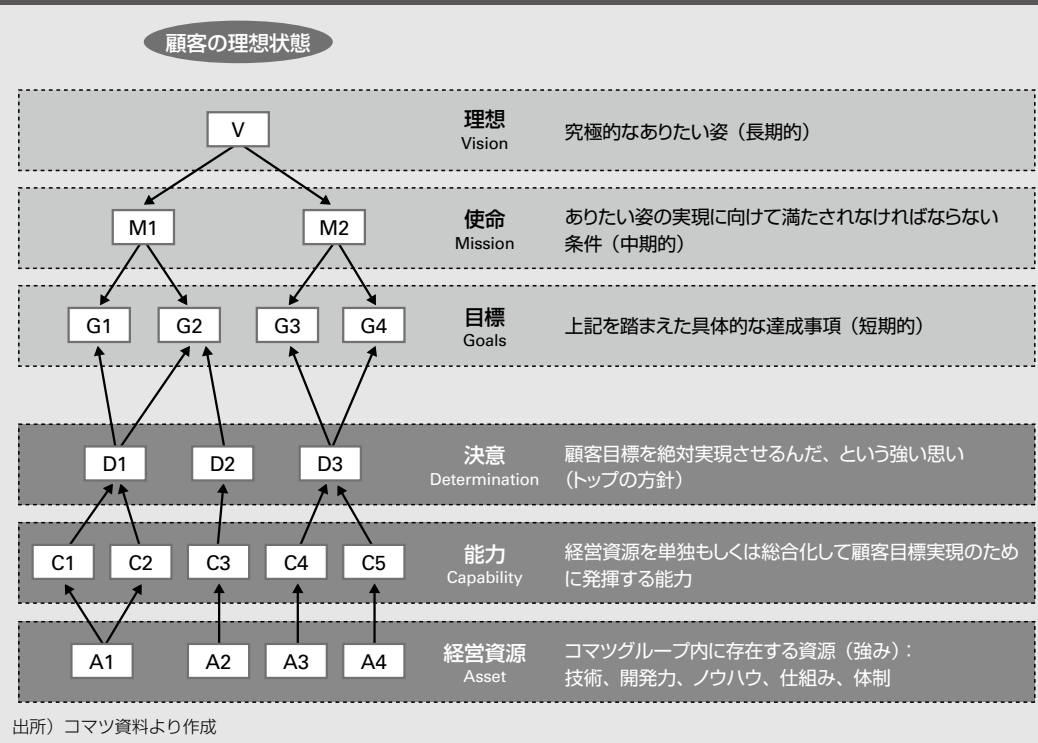 顧客の理想状態
V
理想
Vision
究極的なありたい姿（長期的）
M1
M2
使命
Mission
ありたい姿の実現に向けて満たされなければならない
条件（中期的）
G1
G2
G3
G4
目標
Goals
上記を踏まえた具体的な達成事項（短期的）
D1
D2
D3
決意
Determination
顧客目標を絶対実現させるんだ、という強い思い
（トップの方針）
C1
C2
C3
C4
C5
能力
Capability
経営資源を単独もしくは総合化して顧客目標実現のため
に発揮する能力
A1
A2
A3
A4
経営資源
Asset
コマツグループ内に存在する資源（強み）：
技術、開発力、ノウハウ、仕組み、体制
出所）コマツ資料より作成